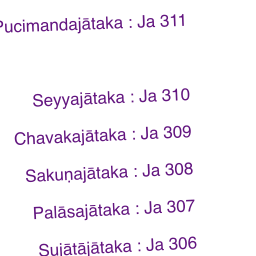 Pucimandajātaka : Ja 311
Seyyajātaka : Ja 310
Chavakajātaka : Ja 309
Sakuṇajātaka : Ja 308
Palāsajātaka : Ja 307
Sujātājātaka : Ja 306